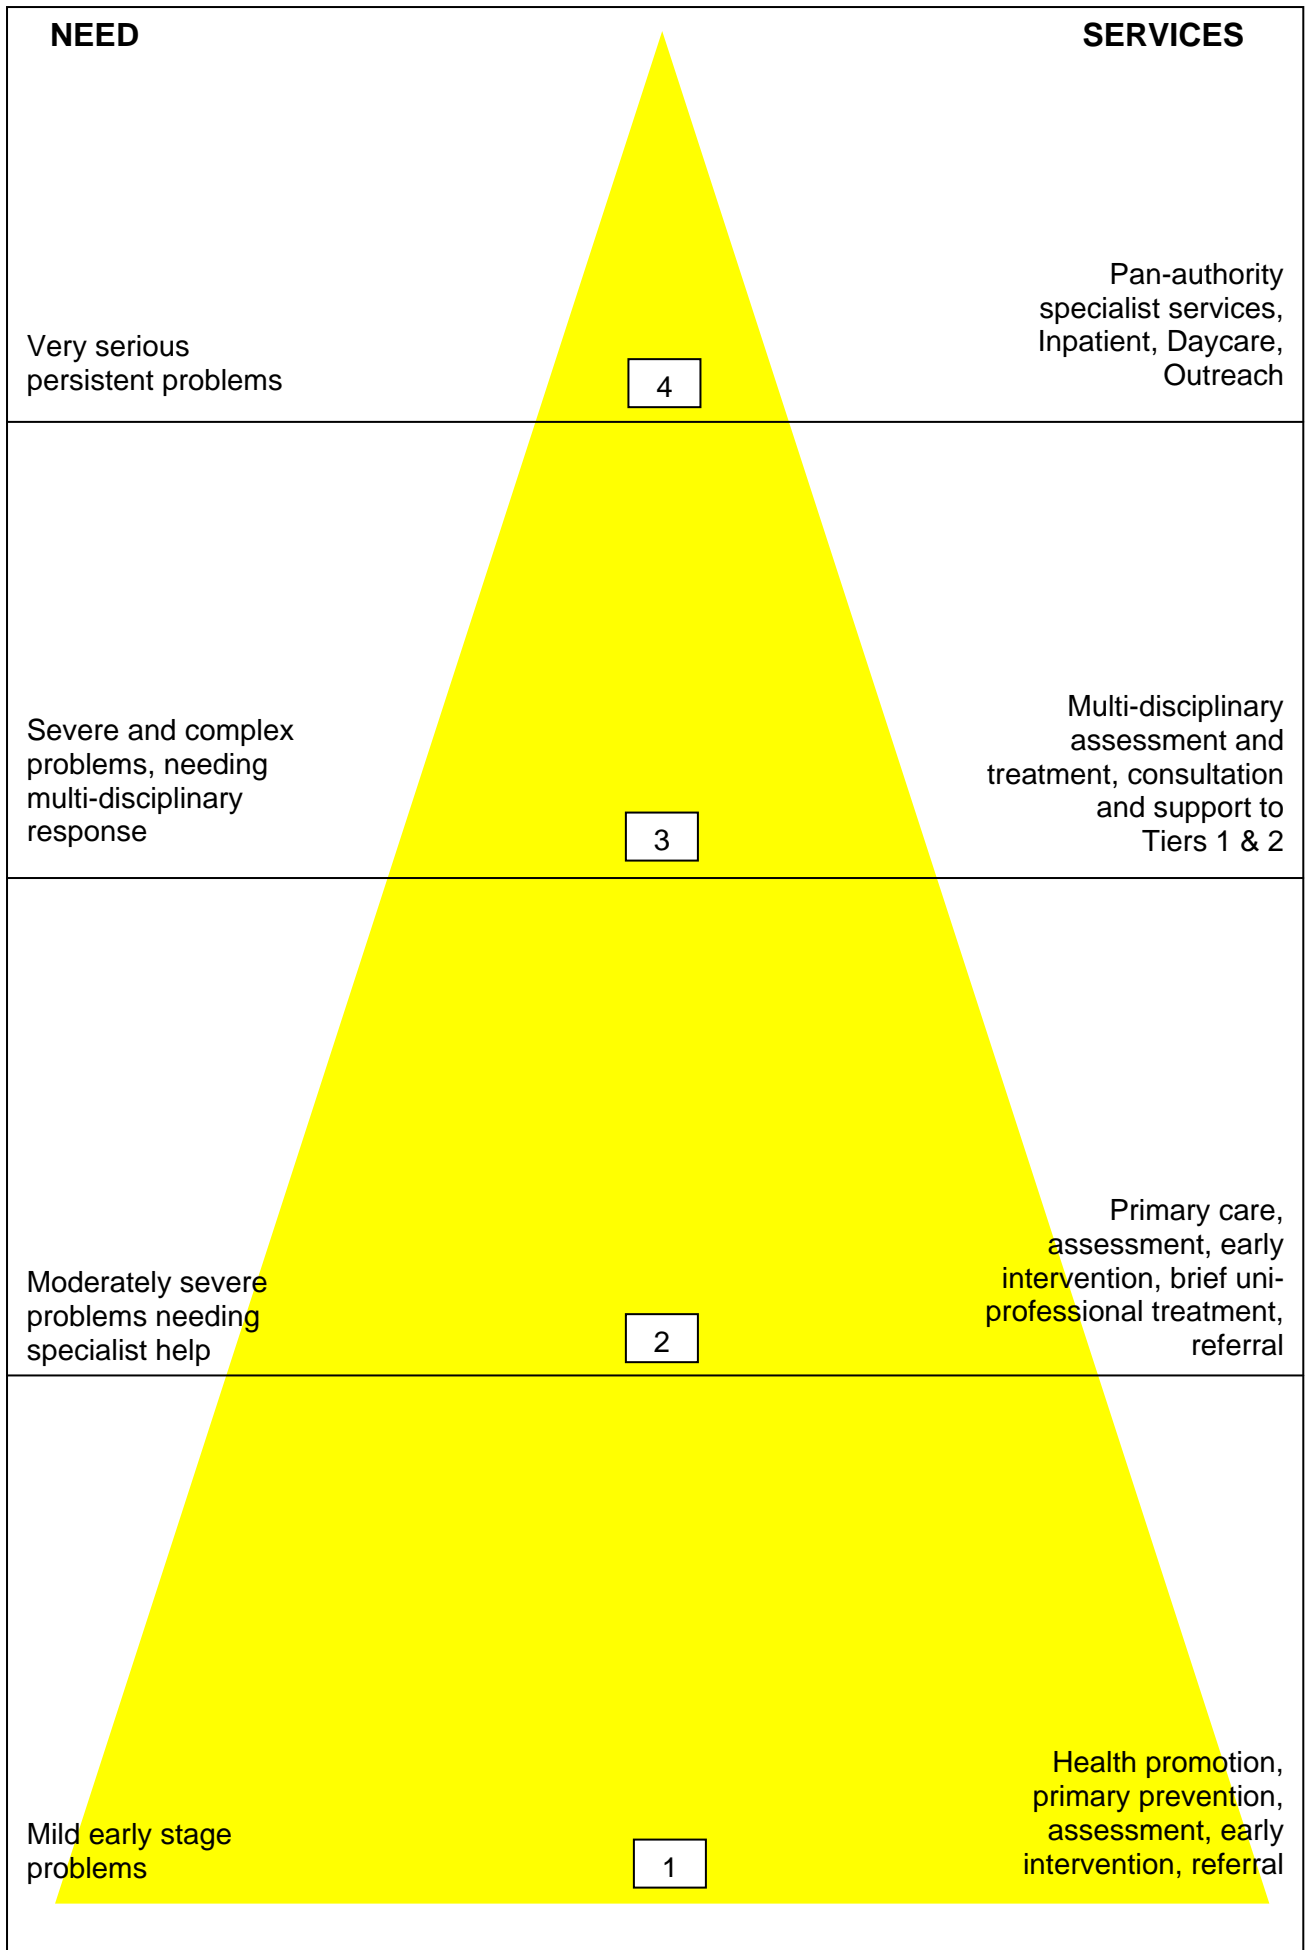 NEED
SERVICES
Very serious
persistent problems
4
Pan-authority
specialist services,
Inpatient, Daycare,
Outreach
Severe and complex
problems, needing
multi-disciplinary
response
3
Multi-disciplinary
assessment and
treatment, consultation
and support to
Tiers 1 & 2
Moderately severe
problems needing
specialist help
2
Primary care,
assessment, early
intervention, brief uni-
professional treatment,
referral
Mild early stage
problems
1
Health promotion,
primary prevention,
assessment, early
intervention, referral